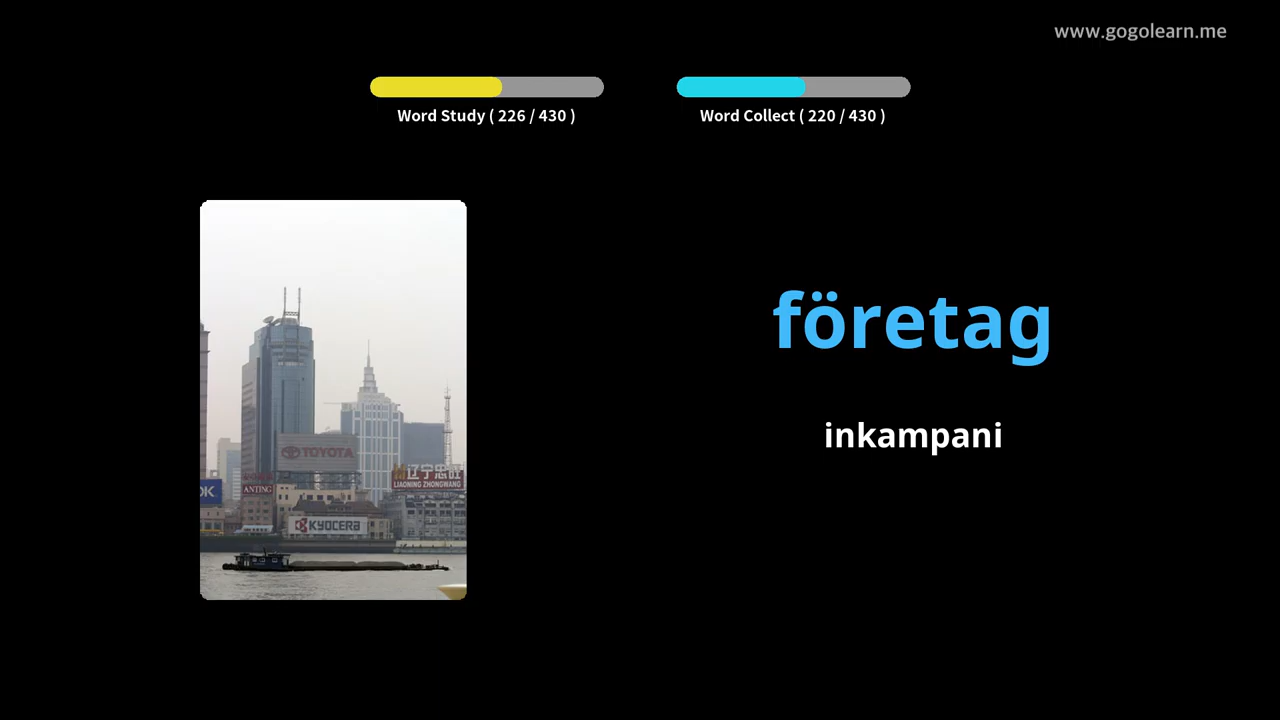 www.gogolearn.me
Word Study ( 226 / 430 )
Word Collect ( 220 / 430 )
företag
inkampani
TOYOTA
辽宁忠旺
LIAONING ZHONGWANG
OK
ANTING
KYOCERA